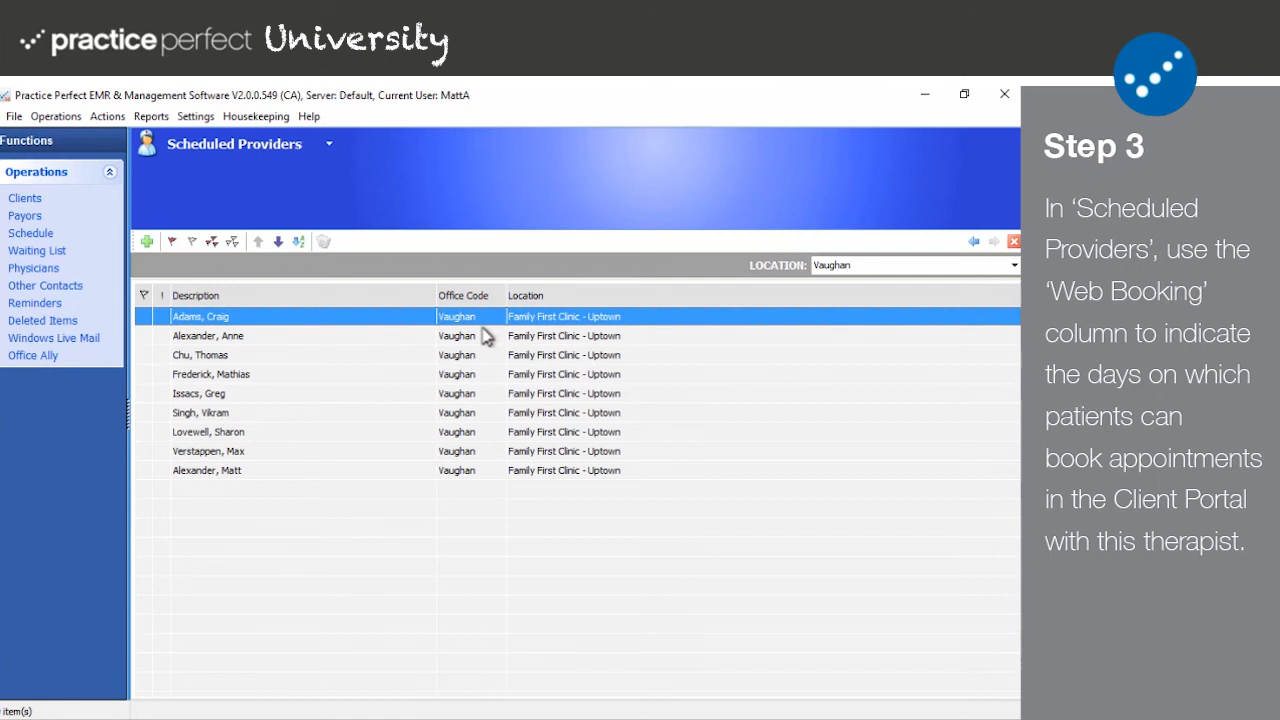 practice perfect University
Practice Perfect EMR & Management Software V2.0.0.549 (CA), Server: Default, Current User: MattA
File Operations Actions Reports Settings Housekeeping Help
Functions
Scheduled Providers
Operations
Clients
Payors
Schedule
Waiting List
Physicians
Other Contacts
Reminders
Deleted Items
Windows Live Mail
Office Ally
LOCATION: Vaughan
! Description Office Code Location
Adams, Craig Vaughan Family First Clinic - Uptown
Alexander, Anne Vaughan Family First Clinic - Uptown
Chu, Thomas Vaughan Family First Clinic - Uptown
Frederick, Mathias Vaughan Family First Clinic - Uptown
Issacs, Greg Vaughan Family First Clinic - Uptown
Singh, Vikram Vaughan Family First Clinic - Uptown
Lovewell, Sharon Vaughan Family First Clinic - Uptown
Verstappen, Max Vaughan Family First Clinic - Uptown
Alexander, Matt Vaughan Family First Clinic - Uptown
item(s)
Step 3
In ‘Scheduled
Providers’, use the
‘Web Booking’
column to indicate
the days on which
patients can
book appointments
in the Client Portal
with this therapist.